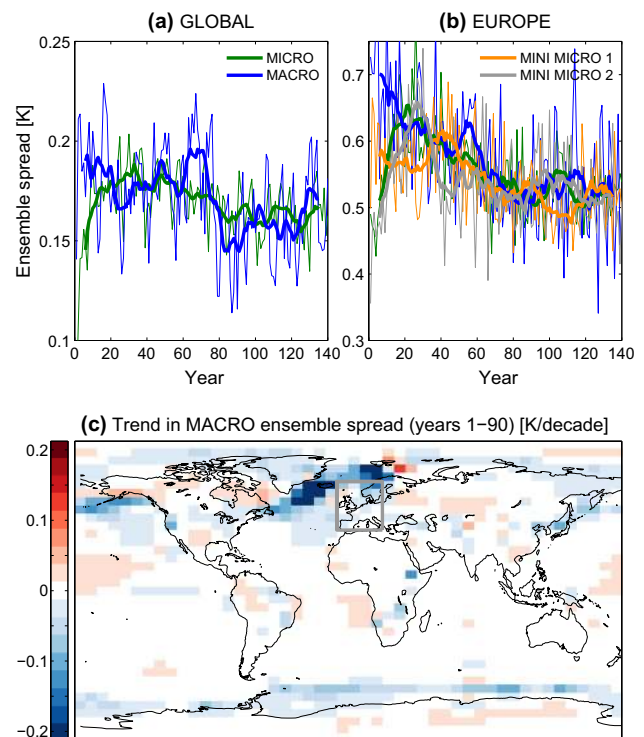 (a) GLOBAL
(b) EUROPE
Ensemble spread [K]
0.25
0.2
0.15
0.1
MICRO
MACRO
0 20 40 60 80 100 120 140
Year
0.7
0.6
0.5
0.4
0.3
MINI MICRO 1
MINI MICRO 2
0 20 40 60 80 100 120 140
Year
(c) Trend in MACRO ensemble spread (years 1−90) [K/decade]
0.2
0.1
0
−0.1
−0.2